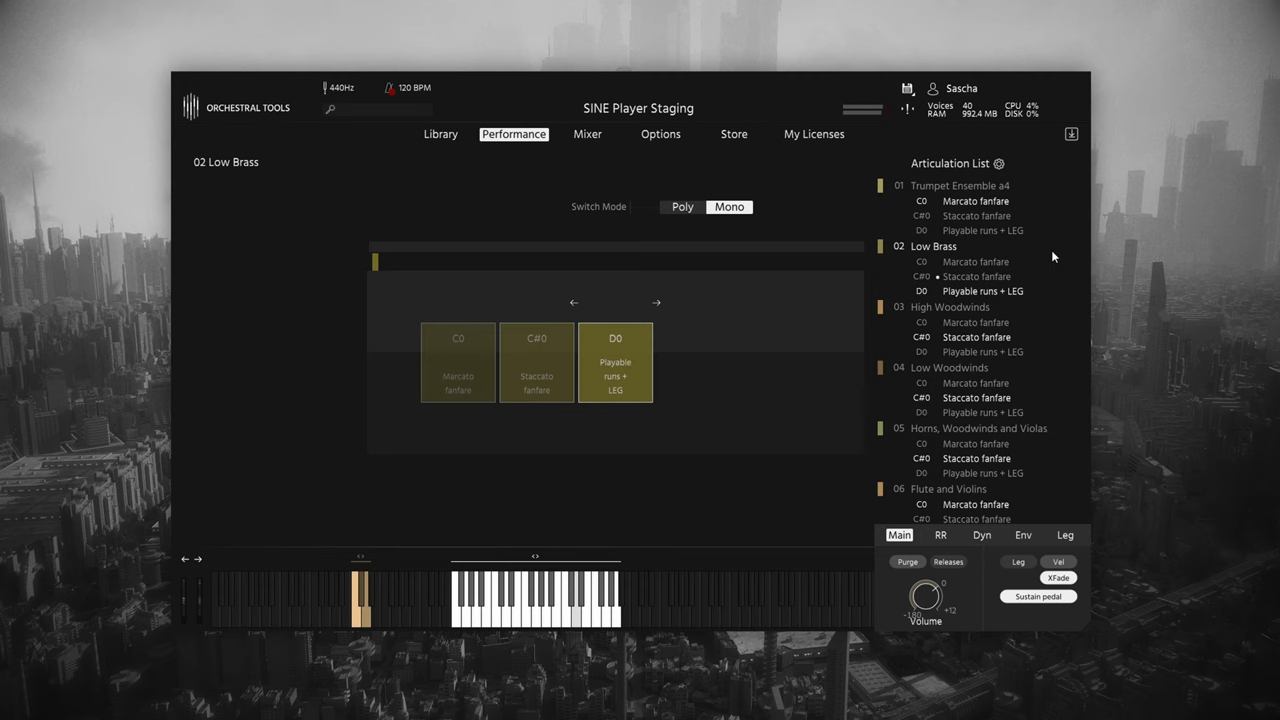 440Hz
120 BPM
Sascha
ORCHESTRAL TOOLS
SINE Player Staging
Voices 40 CPU 4%
RAM 992.4 MB DISK 0%
Library Performance Mixer Options Store My Licenses
02 Low Brass
Articulation List
Switch Mode Poly Mono
01 Trumpet Ensemble a4
C0 Marcato fanfare
C#0 Staccato fanfare
D0 Playable runs + LEG
02 Low Brass
C0 Marcato fanfare
C#0 • Staccato fanfare
D0 Playable runs + LEG
03 High Woodwinds
C0 Marcato fanfare
C#0 Staccato fanfare
D0 Playable runs + LEG
04 Low Woodwinds
C0 Marcato fanfare
C#0 Staccato fanfare
D0 Playable runs + LEG
05 Horns, Woodwinds and Violas
C0 Marcato fanfare
C#0 Staccato fanfare
D0 Playable runs + LEG
06 Flute and Violins
C0 Marcato fanfare
C#0 Staccato fanfare
C0
Marcato
fanfare
C#0
Staccato
fanfare
D0
Playable
runs +
LEG
Main RR Dyn Env Leg
Purge Releases Leg Vel
XFade
Sustain pedal
0
-180 +12
Volume